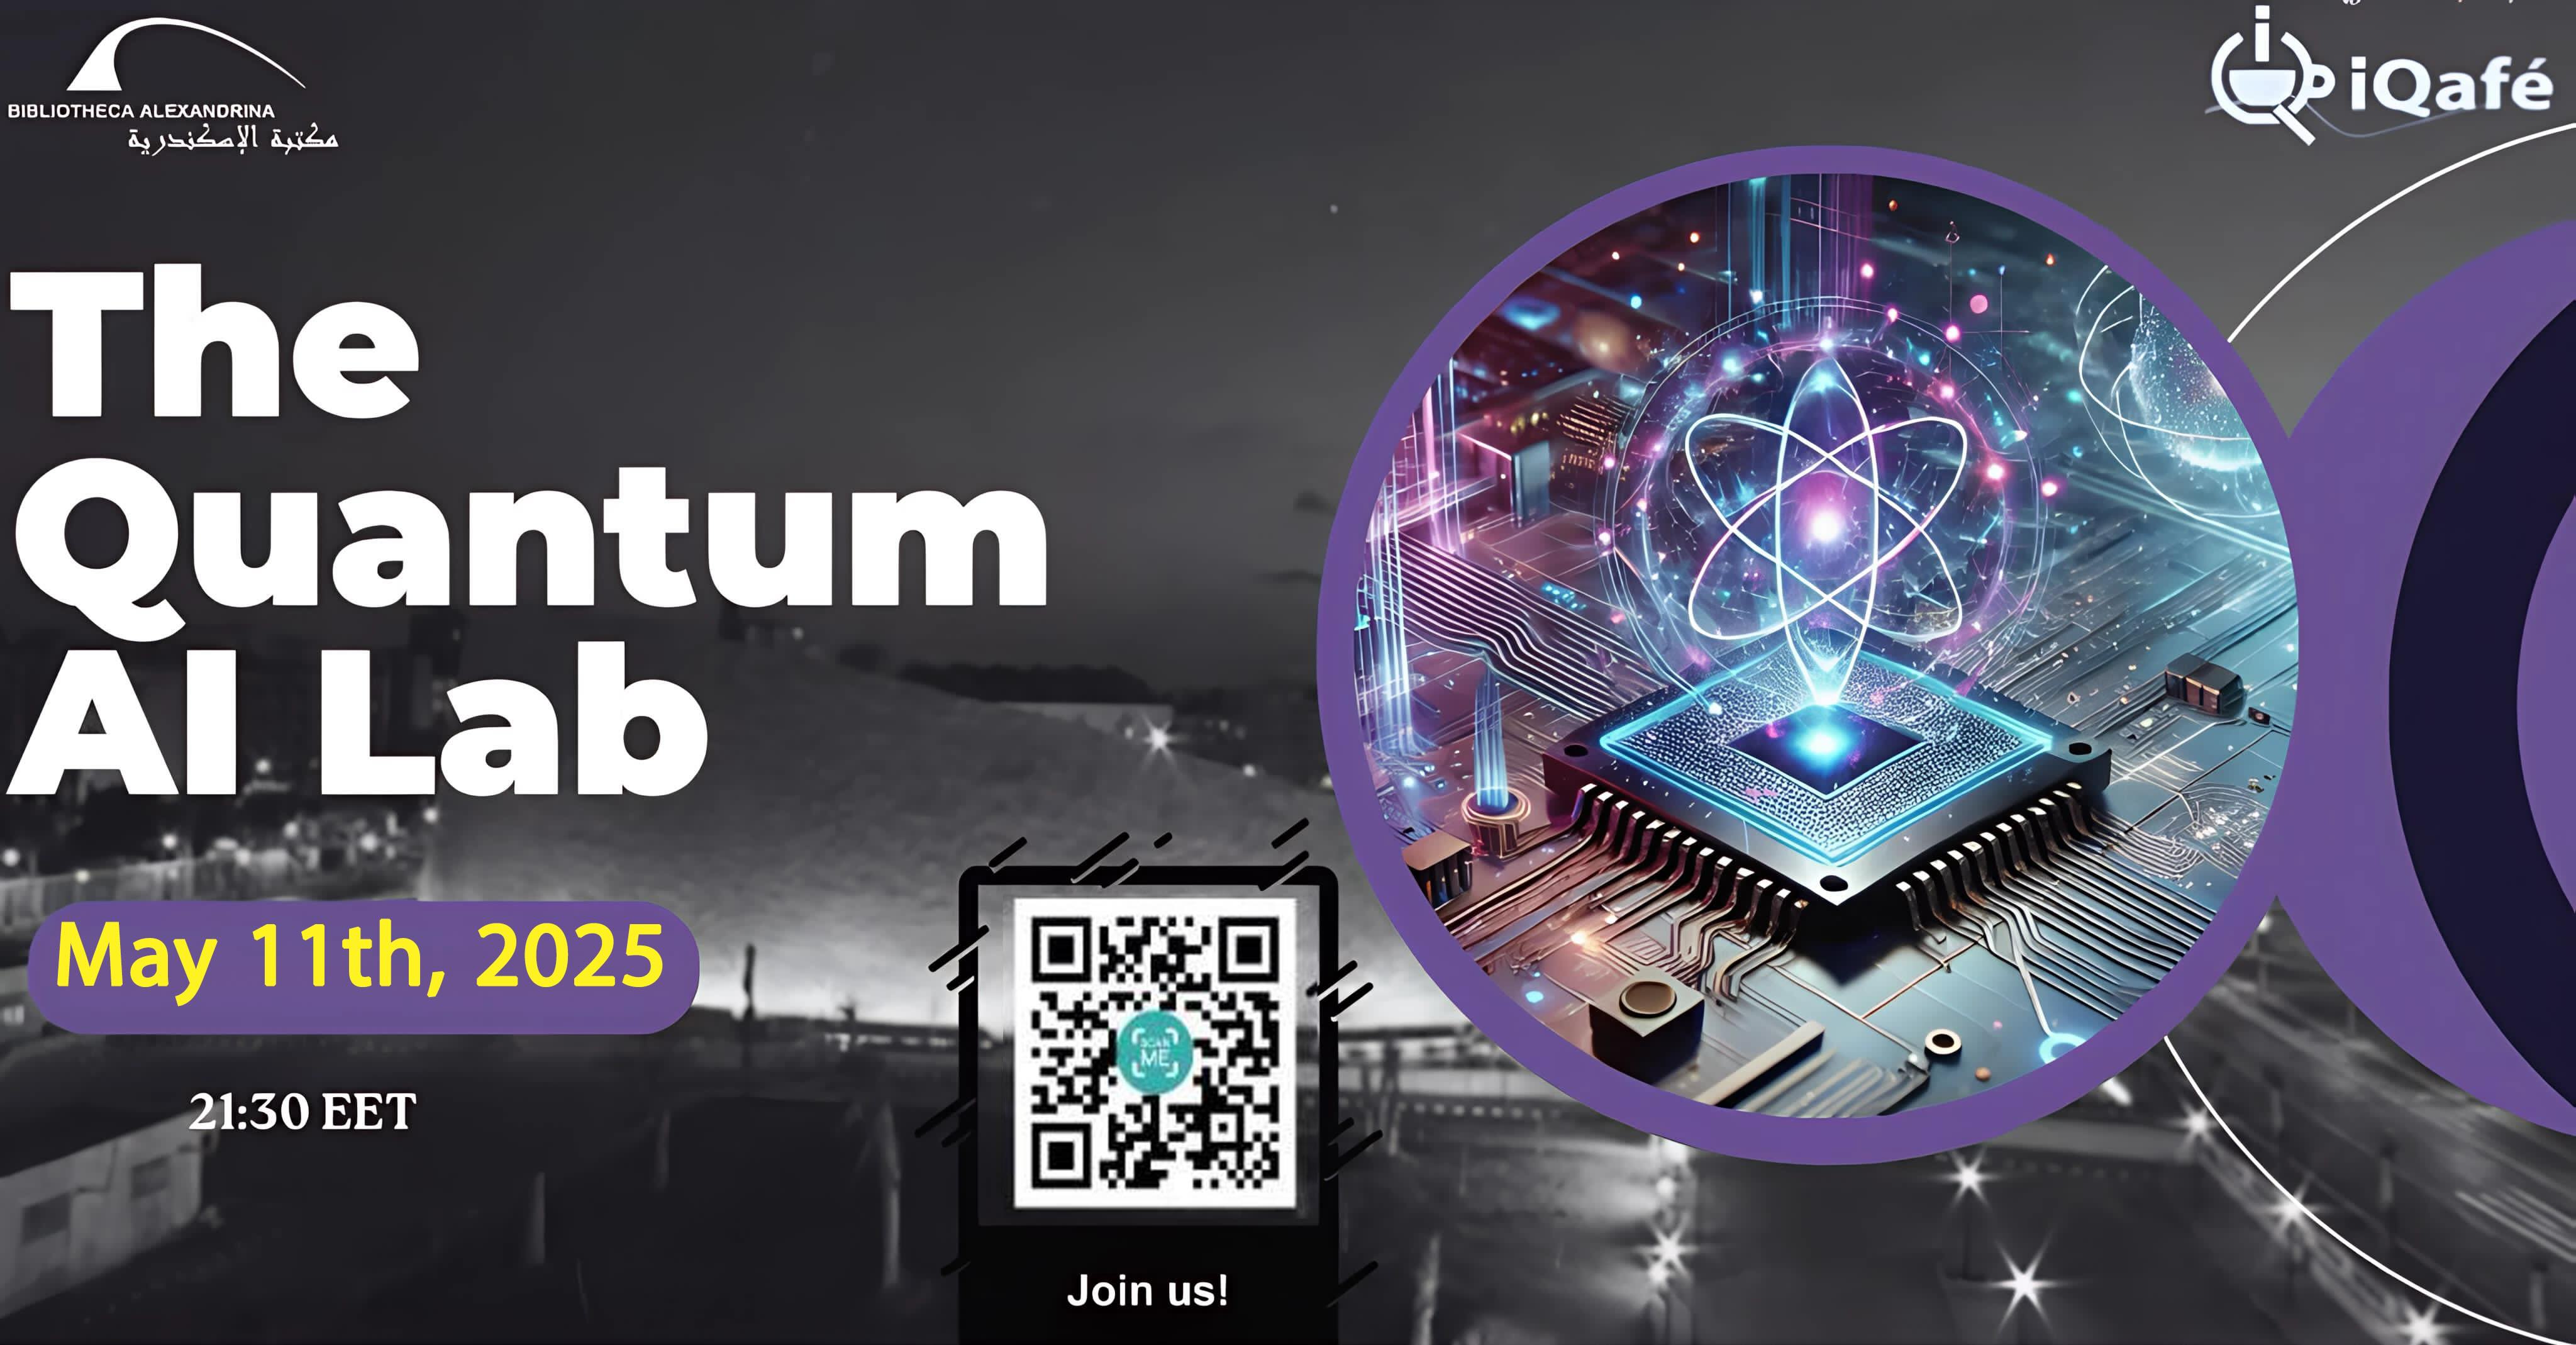 BIBLIOTHECA ALEXANDRINA
مكتبة الإسكندرية
iQafé
The
Quantum
AI Lab
May 11th, 2025
21:30 EET
SCAN
ME
Join us!